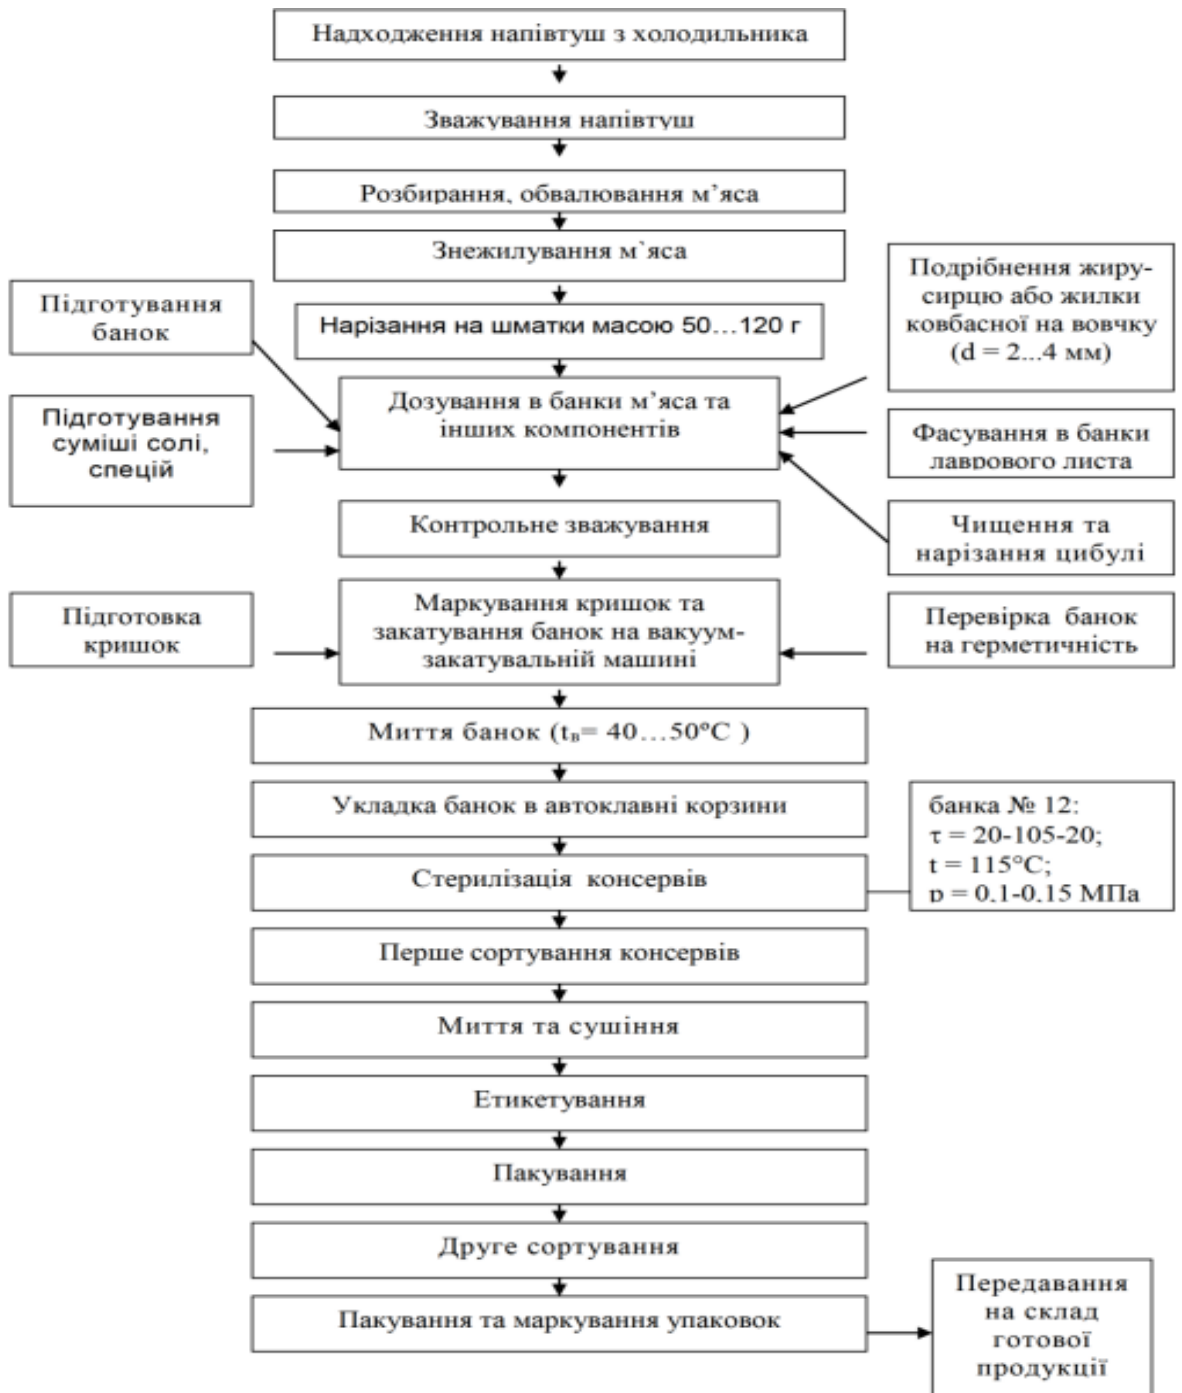 Надходження напівтуш з холодильника
Зважування напівтуш
Розбирання, обвалювання м’яса
Знежилування м`яса
Нарізання на шматки масою 50…120 г
Підготування
банок
Підготування
суміші солі,
спецій
Дозування в банки м’яса та
інших компонентів
Подрібнення жиру-
сирцю або жилки
ковбасної на вовчку
(d = 2...4 мм)
Фасування в банки
лаврового листа
Чищення та
нарізання цибулі
Контрольне зважування
Підготовка
кришок
Маркування кришок та
закатування банок на вакуум-
закатувальній машині
Перевірка банок
на герметичність
Миття банок (tв= 40…50°С )
Укладка банок в автоклавні корзини
Стерилізація консервів
банка № 12:
τ = 20-105-20;
t = 115°С;
р = 0,1-0,15 МПа
Перше сортування консервів
Миття та сушіння
Етикетування
Пакування
Друге сортування
Пакування та маркування упаковок
Передавання
на склад
готової
продукції